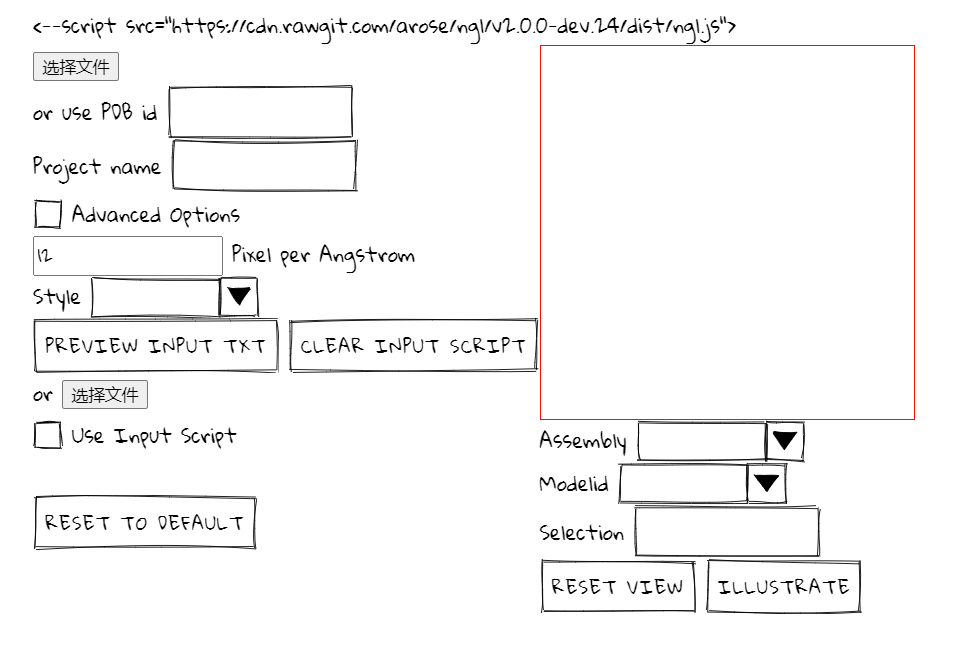 <--script src="https://cdn.rawgit.com/arose/ngl/v2.0.0-dev.24/dist/ngl.js">
选择文件
or use PDB id
Project name
Advanced Options
12 Pixel per Angstrom
Style
PREVIEW INPUT TXT CLEAR INPUT SCRIPT
or 选择文件
Use Input Script
RESET TO DEFAULT
Assembly
Modelid
Selection
RESET VIEW ILLUSTRATE